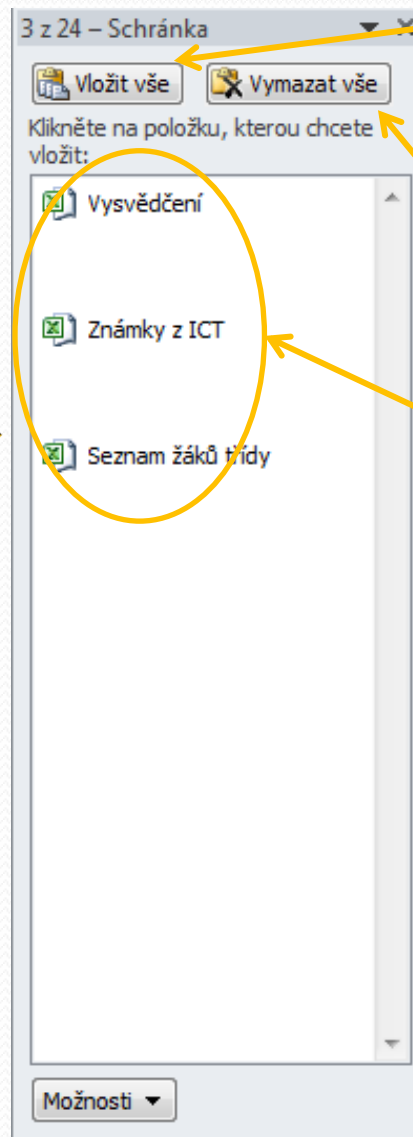 3 z 24 – Schránka
Vložit vše Vymazat vše
Klikněte na položku, kterou chcete
vložit:
Vysvědčení
Známky z ICT
Seznam žáků třídy
Možnosti